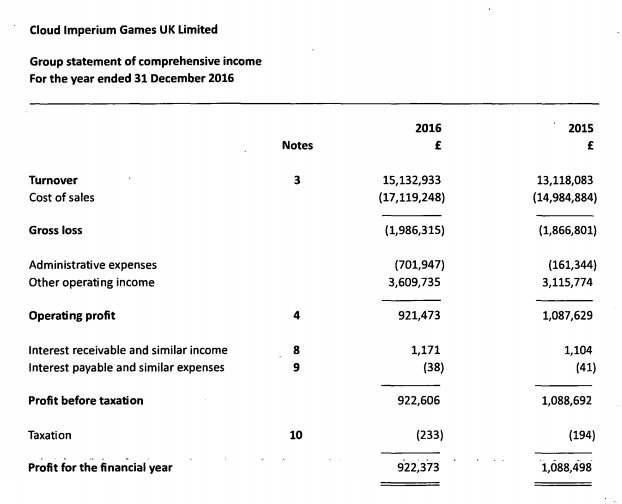 Cloud Imperium Games UK Limited
Group statement of comprehensive income
For the year ended 31 December 2016
2016 2015
Notes £ £
Turnover 3 15,132,933 13,118,083
Cost of sales (17,119,248) (14,984,884)
Gross loss (1,986,315) (1,866,801)
Administrative expenses (701,947) (161,344)
Other operating income 3,609,735 3,115,774
Operating profit 4 921,473 1,087,629
Interest receivable and similar income 8 1,171 1,104
Interest payable and similar expenses 9 (38) (41)
Profit before taxation 922,606 1,088,692
Taxation 10 (233) (194)
Profit for the financial year 922,373 1,088,498